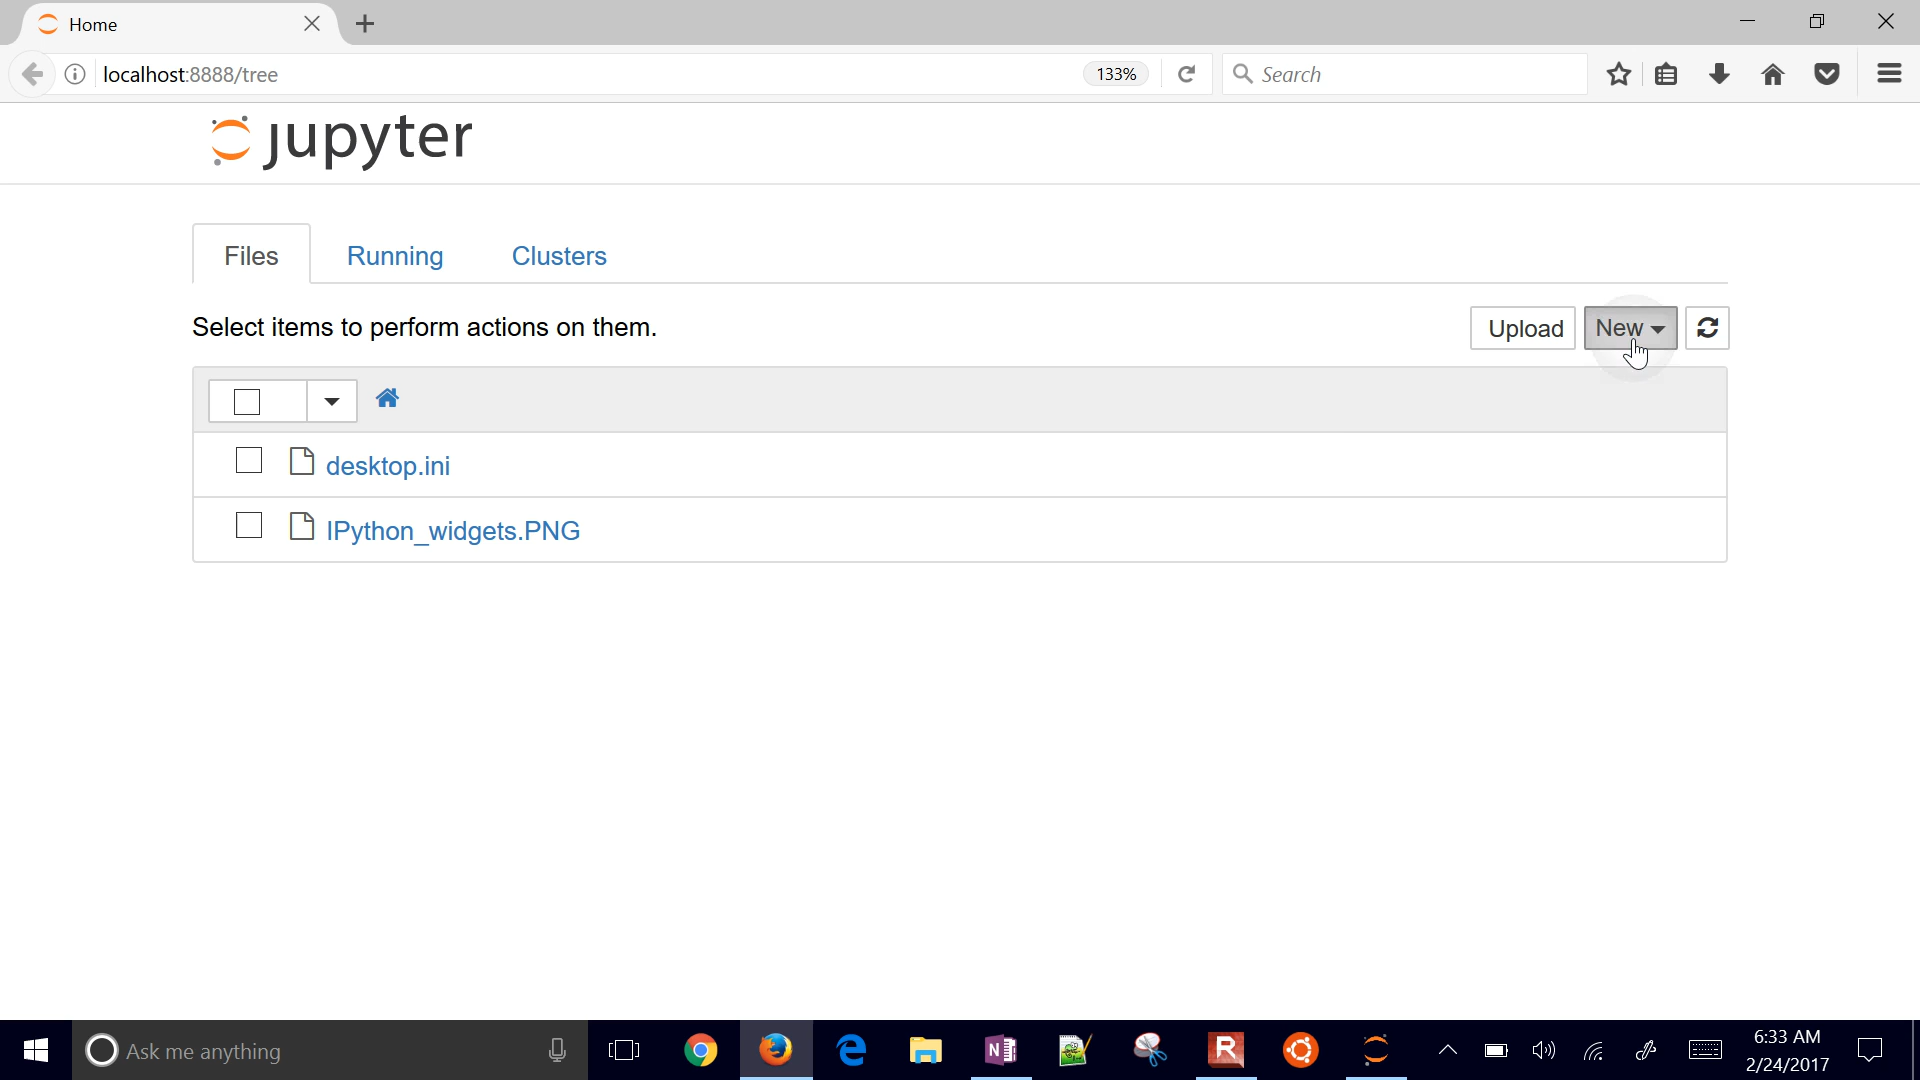 Home
localhost:8888/tree
133%
Search
jupyter
Files
Running
Clusters
Select items to perform actions on them.
Upload
New
desktop.ini
IPython_widgets.PNG
Ask me anything
N
R
6:33 AM
2/24/2017